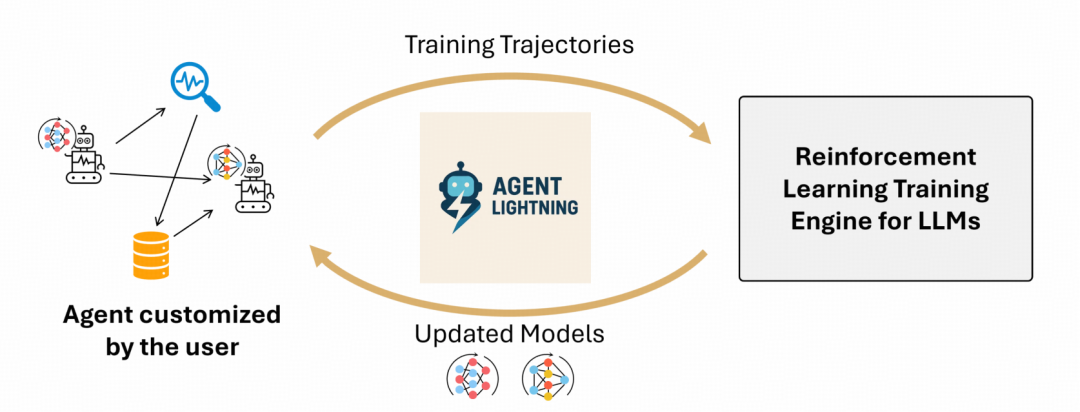 Training Trajectories
AGENT
LIGHTNING
Reinforcement
Learning Training
Engine for LLMs
Agent customized
by the user
Updated Models